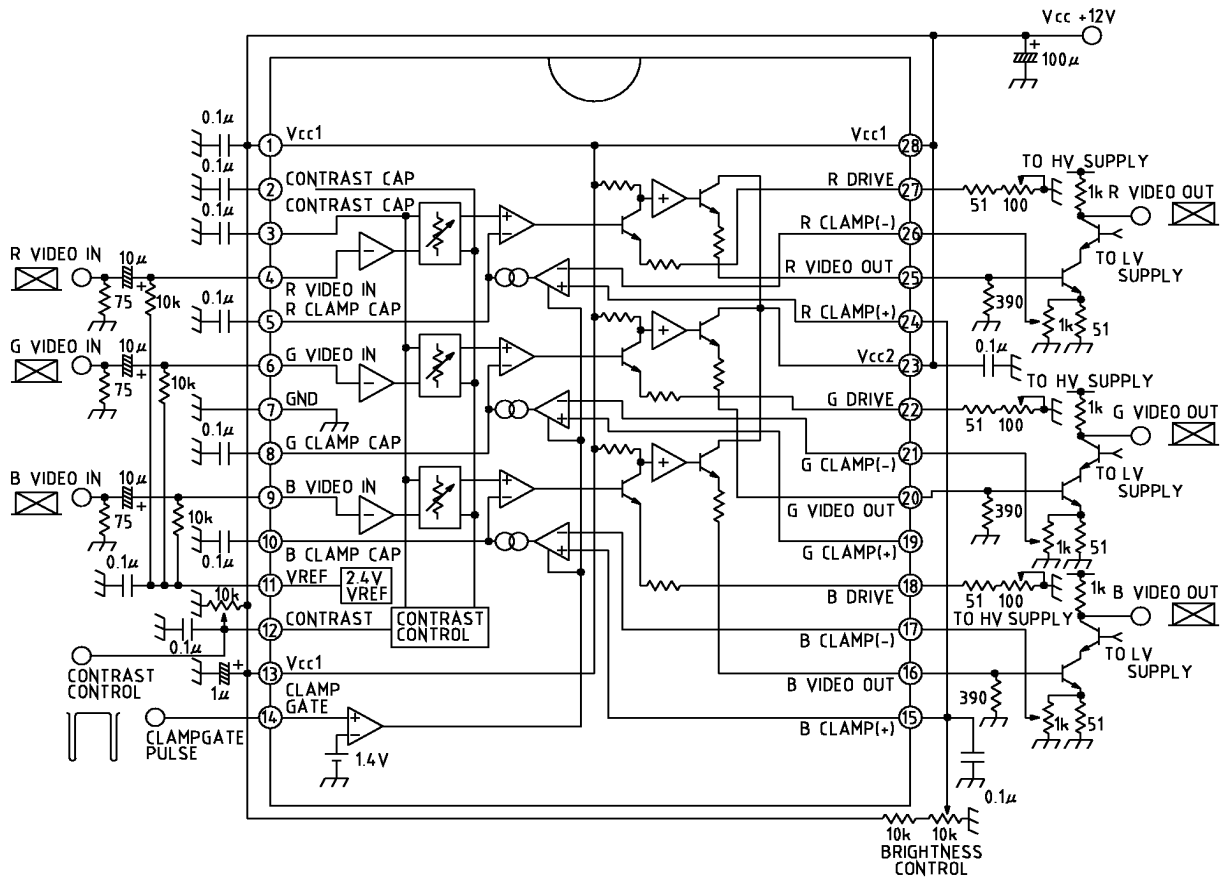 Vcc +12V
100μ
0.1μ
1
Vcc1
Vcc1
28
0.1μ
2
CONTRAST CAP
R DRIVE
27
51
100
TO HV SUPPLY
1k
R VIDEO OUT
0.1μ
3
CONTRAST CAP
R CLAMP(-)
26
TO LV
SUPPLY
R VIDEO IN
10μ
+
75
10k
4
R VIDEO IN
R VIDEO OUT
25
390
1k
51
0.1μ
5
R CLAMP CAP
R CLAMP(+)
24
G VIDEO IN
10μ
+
75
10k
6
G VIDEO IN
Vcc2
23
0.1μ
TO HV SUPPLY
7
GND
G DRIVE
22
51
100
1k
G VIDEO OUT
0.1μ
8
G CLAMP CAP
G CLAMP(-)
21
TO LV
SUPPLY
B VIDEO IN
10μ
+
75
10k
9
B VIDEO IN
G VIDEO OUT
20
390
1k
51
0.1μ
10
B CLAMP CAP
G CLAMP(+)
19
0.1μ
11
VREF
2.4V
VREF
B DRIVE
18
51
100
TO HV SUPPLY
1k
B VIDEO OUT
10k
0.1μ
12
CONTRAST
CONTRAST
CONTROL
B CLAMP(-)
17
TO LV
SUPPLY
CONTRAST
CONTROL
1μ
+
13
Vcc1
B VIDEO OUT
16
390
1k
51
CLAMPGATE
PULSE
14
CLAMP
GATE
1.4V
B CLAMP(+)
15
0.1μ
10k
10k
BRIGHTNESS
CONTROL